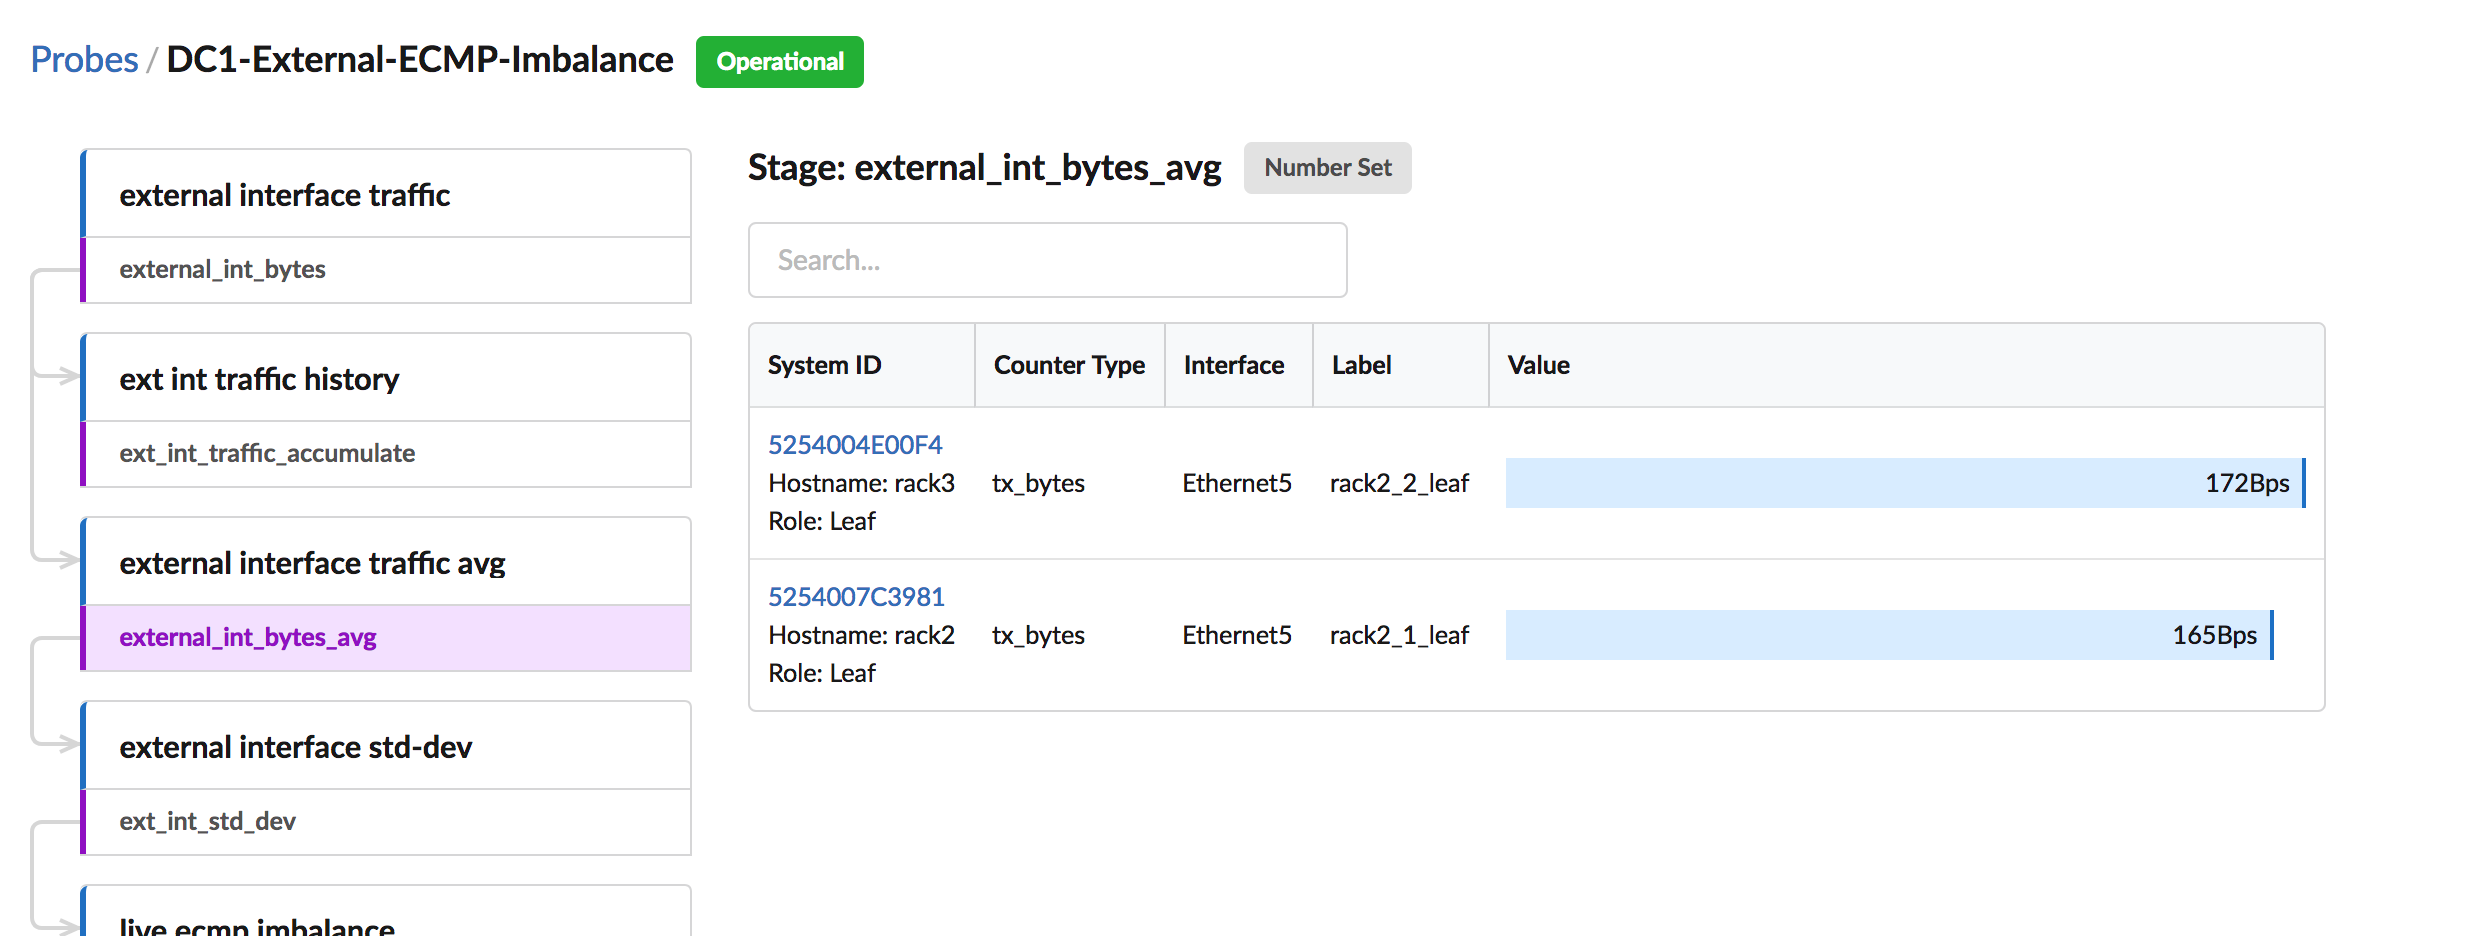 Probes / DC1-External-ECMP-Imbalance Operational
external interface traffic
external_int_bytes
ext int traffic history
ext_int_traffic_accumulate
external interface traffic avg
external_int_bytes_avg
external interface std-dev
ext_int_std_dev
live ecmp imbalance
Stage: external_int_bytes_avg Number Set
Search...
System ID Counter Type Interface Label Value
5254004E00F4
Hostname: rack3 tx_bytes Ethernet5 rack2_2_leaf 172Bps
Role: Leaf
5254007C3981
Hostname: rack2 tx_bytes Ethernet5 rack2_1_leaf 165Bps
Role: Leaf